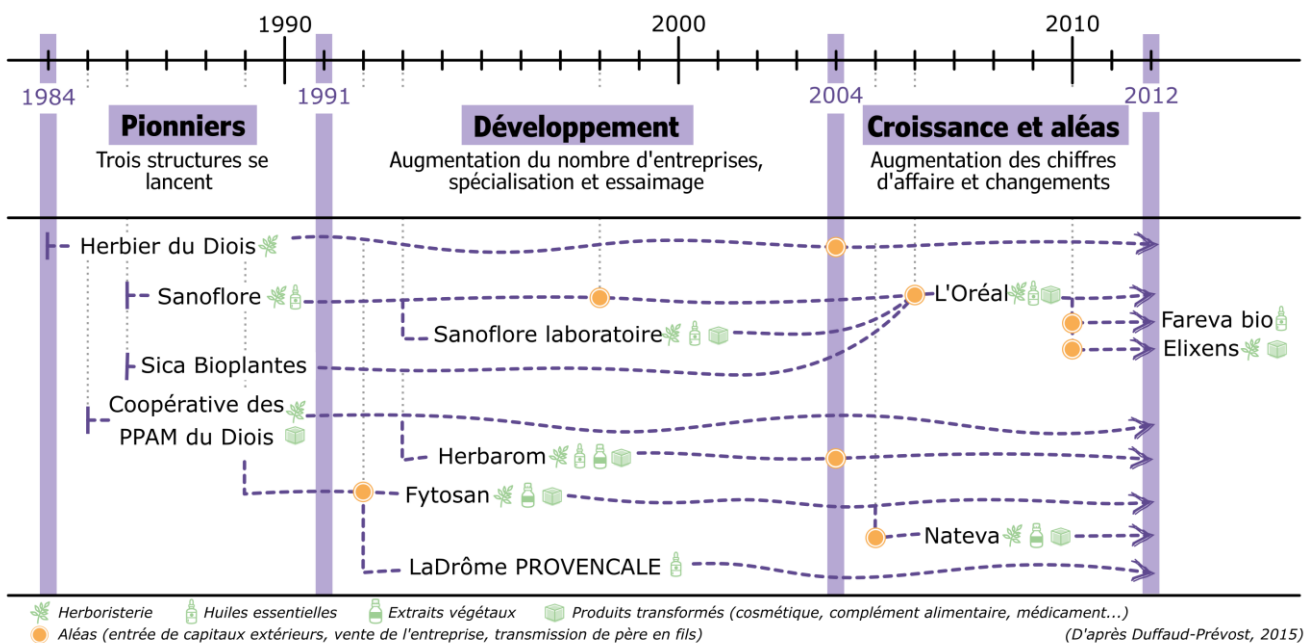 1990
2000
2010
1984
1991
2004
2012
Pionniers
Trois structures se
lancent
Développement
Augmentation du nombre d'entreprises,
spécialisation et essaimage
Croissance et aléas
Augmentation des chiffres
d'affaire et changements
Herbier du Diois
Sanoflore
L'Oréal
Fareva bio
Sanoflore laboratoire
Elixens
Sica Bioplantes
Coopérative des
PPAM du Diois
Herbarom
Fytosan
Nateva
LaDrôme PROVENCALE
Herboristerie
Huiles essentielles
Extraits végétaux
Produits transformés (cosmétique, complément alimentaire, médicament...)
Aléas (entrée de capitaux extérieurs, vente de l'entreprise, transmission de père en fils)
(D'après Duffaud-Prévost, 2015)